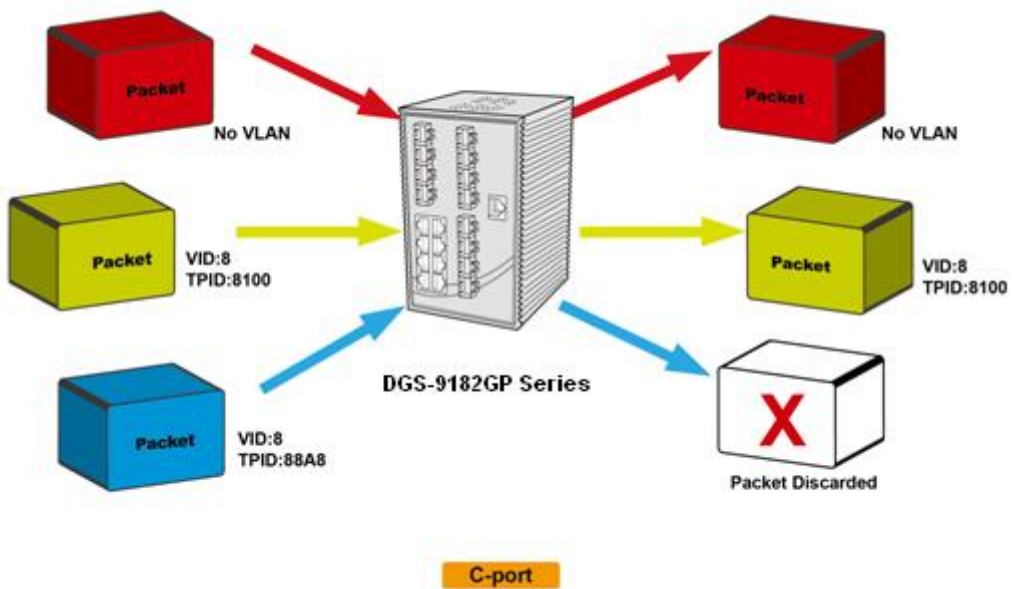 Packet
No VLAN
Packet
No VLAN
Packet
VID:8
TPID:8100
Packet
VID:8
TPID:8100
DGS-9182GP Series
Packet
VID:8
TPID:88A8
X
Packet Discarded
C-port